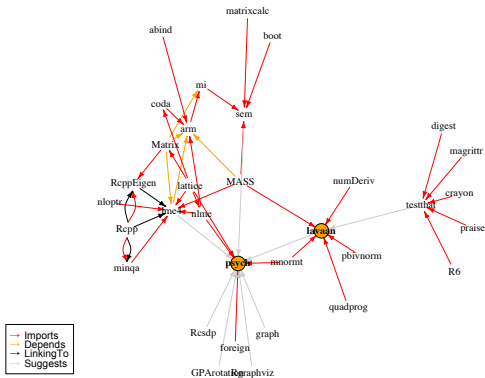 matrixcalc
abind
boot
mi
coda
sem
digest
arm
Matrix
magrittr
RcppEigen
lattice
MASS
numDeriv
crayon
nloptr
lme4
nlme
testthat
Rcpp
praise
lavaan
minqa
psych
mnormt
pbivnorm
R6
quadprog
Rcsdp
graph
foreign
GPArotation
Rgraphviz
Imports
Depends
LinkingTo
Suggests